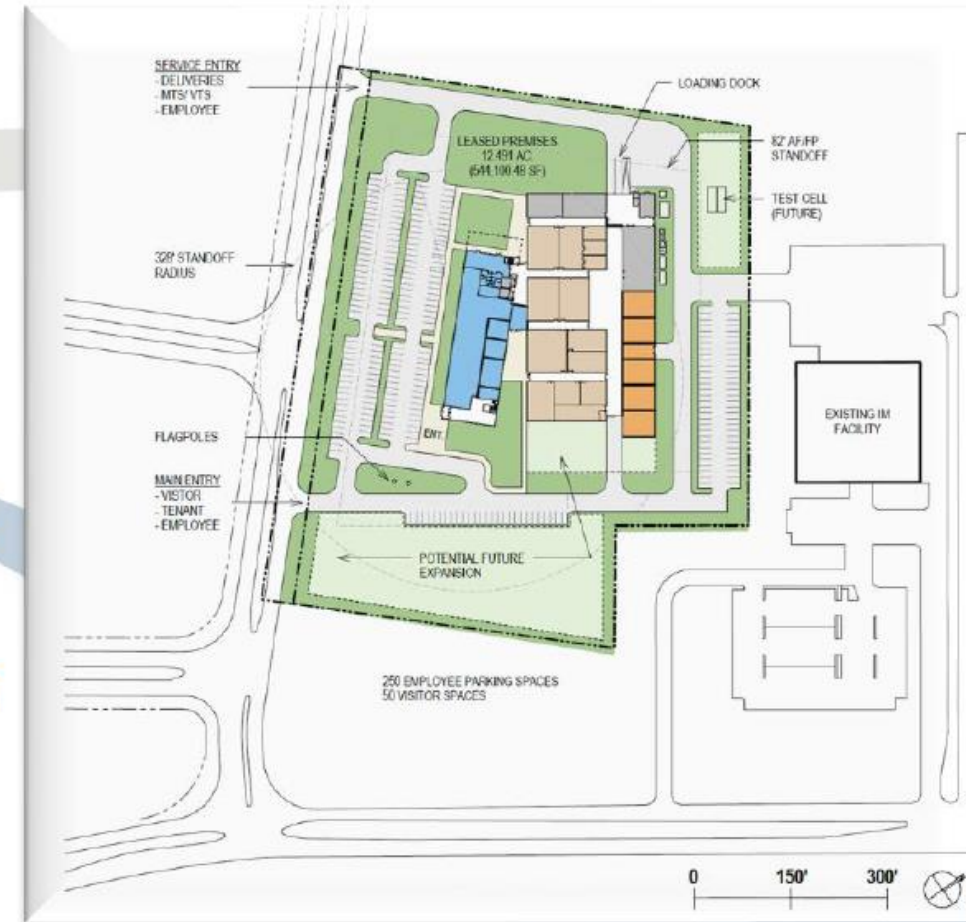 SERVICE ENTRY
- DELIVERIES
- MTS/ VTS
- EMPLOYEE
LOADING DOCK
LEASED PREMISES
12.491 AC.
(544,100.48 SF)
82' AF/FP
STANDOFF
TEST CELL
(FUTURE)
328' STANDOFF
RADIUS
EXISTING IM
FACILITY
FLAGPOLES
ENT.
MAIN ENTRY
- VISTOR
- TENANT
- EMPLOYEE
POTENTIAL FUTURE
EXPANSION
250 EMPLOYEE PARKING SPACES
50 VISITOR SPACES
0 150' 300'